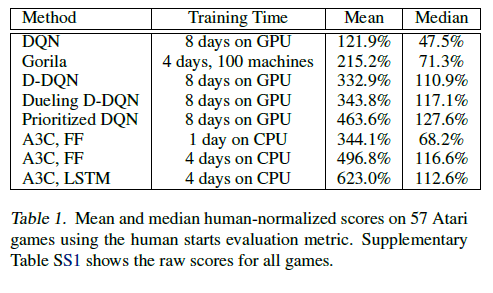 Method Training Time Mean Median
DQN 8 days on GPU 121.9% 47.5%
Gorila 4 days, 100 machines 215.2% 71.3%
D-DQN 8 days on GPU 332.9% 110.9%
Dueling D-DQN 8 days on GPU 343.8% 117.1%
Prioritized DQN 8 days on GPU 463.6% 127.6%
A3C, FF 1 day on CPU 344.1% 68.2%
A3C, FF 4 days on CPU 496.8% 116.6%
A3C, LSTM 4 days on CPU 623.0% 112.6%
Table 1. Mean and median human-normalized scores on 57 Atari
games using the human starts evaluation metric. Supplementary
Table SS1 shows the raw scores for all games.